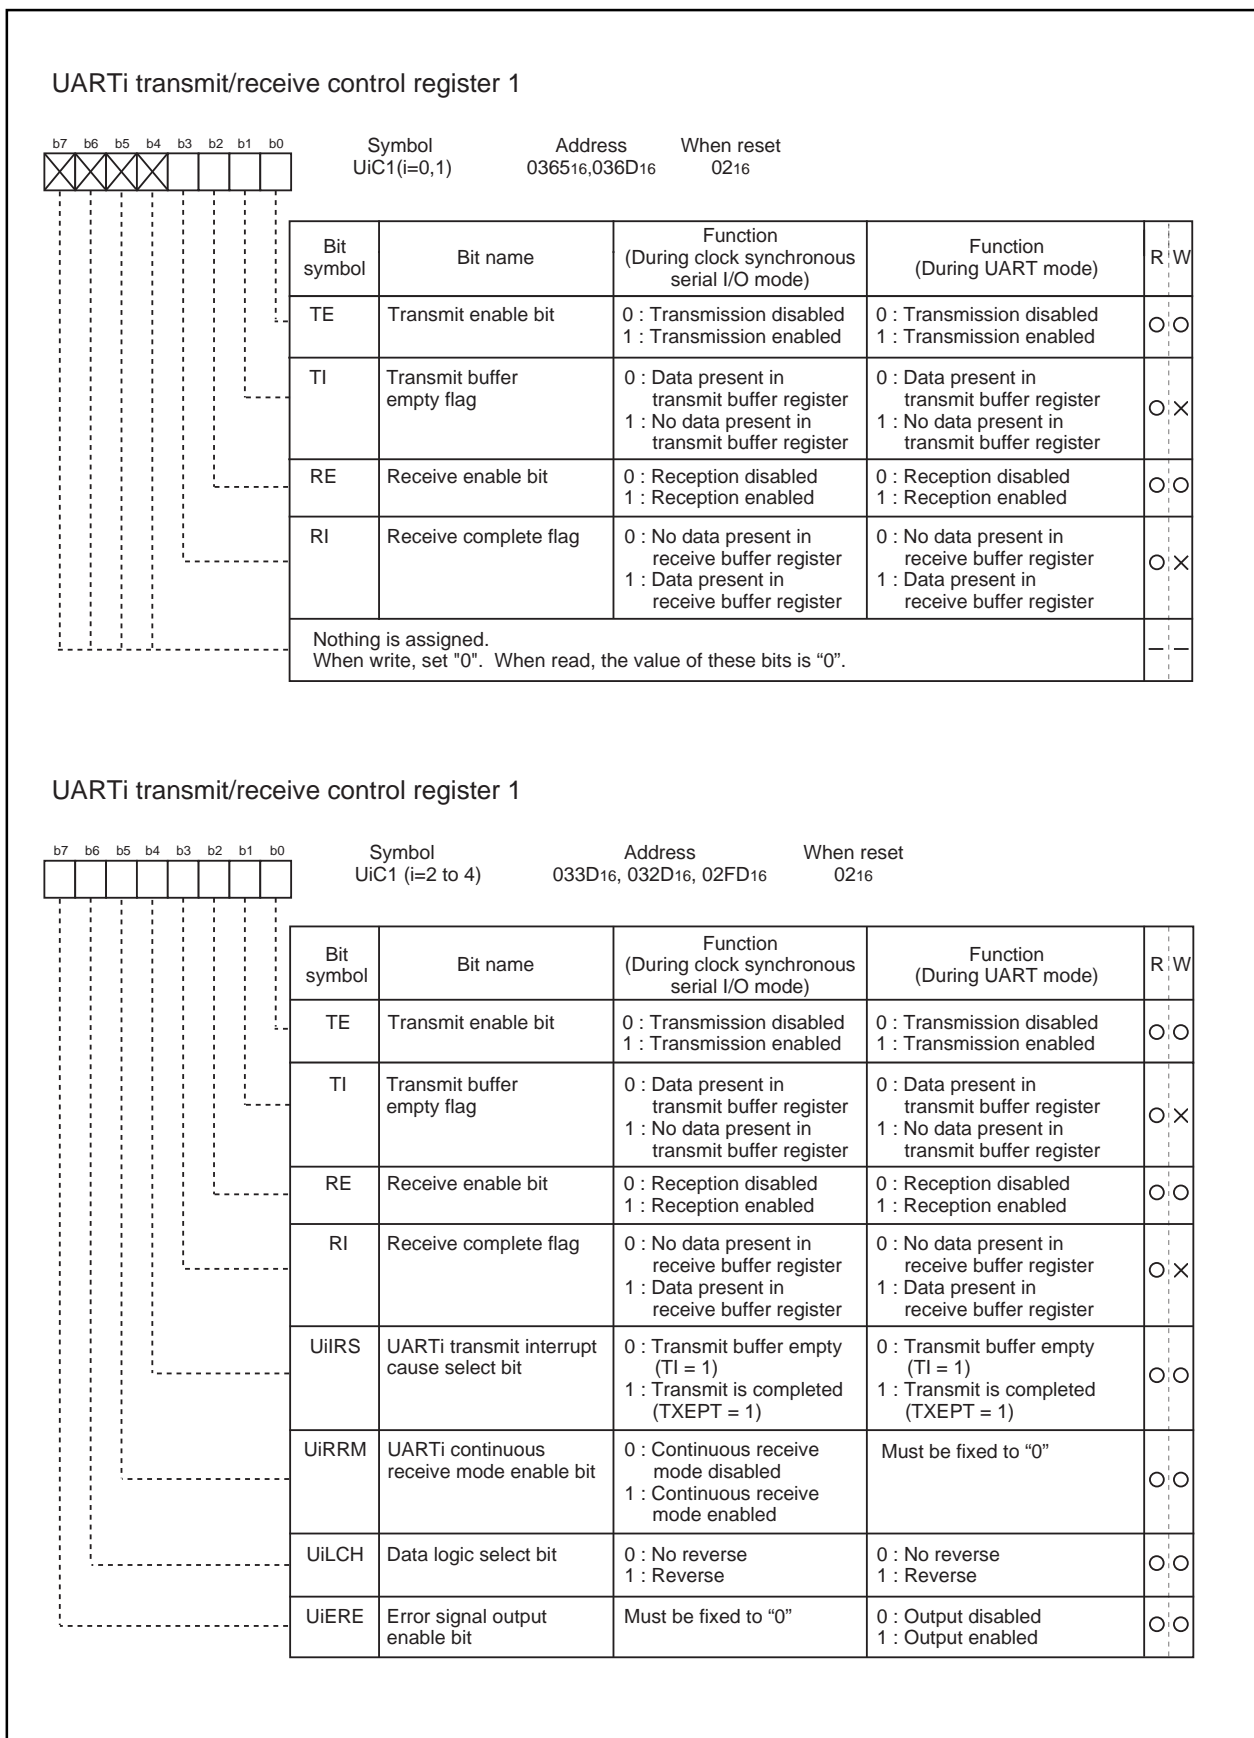 UARTi transmit/receive control register 1
b7 b6 b5 b4 b3 b2 b1 b0
Symbol Address When reset
UiC1(i=0,1) 036516,036D16 0216
Bit symbol Bit name Function (During clock synchronous serial I/O mode) Function (During UART mode) R W
TE Transmit enable bit 0 : Transmission disabled 0 : Transmission disabled
1 : Transmission enabled 1 : Transmission enabled
TI Transmit buffer 0 : Data present in 0 : Data present in
empty flag transmit buffer register transmit buffer register
1 : No data present in 1 : No data present in
transmit buffer register transmit buffer register
RE Receive enable bit 0 : Reception disabled 0 : Reception disabled
1 : Reception enabled 1 : Reception enabled
RI Receive complete flag 0 : No data present in 0 : No data present in
receive buffer register receive buffer register
1 : Data present in 1 : Data present in
receive buffer register receive buffer register
Nothing is assigned.
When write, set "0". When read, the value of these bits is “0”.
UARTi transmit/receive control register 1
b7 b6 b5 b4 b3 b2 b1 b0
Symbol Address When reset
UiC1 (i=2 to 4) 033D16, 032D16, 02FD16 0216
Bit symbol Bit name Function (During clock synchronous serial I/O mode) Function (During UART mode) R W
TE Transmit enable bit 0 : Transmission disabled 0 : Transmission disabled
1 : Transmission enabled 1 : Transmission enabled
TI Transmit buffer 0 : Data present in 0 : Data present in
empty flag transmit buffer register transmit buffer register
1 : No data present in 1 : No data present in
transmit buffer register transmit buffer register
RE Receive enable bit 0 : Reception disabled 0 : Reception disabled
1 : Reception enabled 1 : Reception enabled
RI Receive complete flag 0 : No data present in 0 : No data present in
receive buffer register receive buffer register
1 : Data present in 1 : Data present in
receive buffer register receive buffer register
UiIRS UARTi transmit interrupt 0 : Transmit buffer empty 0 : Transmit buffer empty
cause select bit (TI = 1) (TI = 1)
1 : Transmit is completed 1 : Transmit is completed
(TXEPT = 1) (TXEPT = 1)
UiRRM UARTi continuous 0 : Continuous receive Must be fixed to “0”
receive mode enable bit mode disabled
1 : Continuous receive
mode enabled
UiLCH Data logic select bit 0 : No reverse 0 : No reverse
1 : Reverse 1 : Reverse
UiERE Error signal output Must be fixed to “0” 0 : Output disabled
enable bit 1 : Output enabled